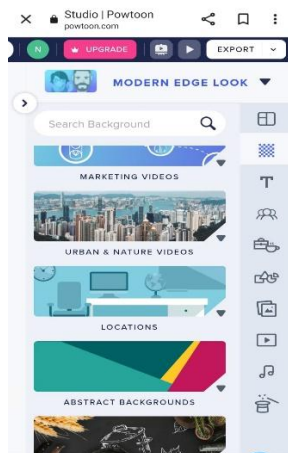 Studio | Powtoon
powtoon.com
N
UPGRADE
EXPORT
MODERN EDGE LOOK
Search Background
MARKETING VIDEOS
URBAN & NATURE VIDEOS
LOCATIONS
ABSTRACT BACKGROUNDS
T